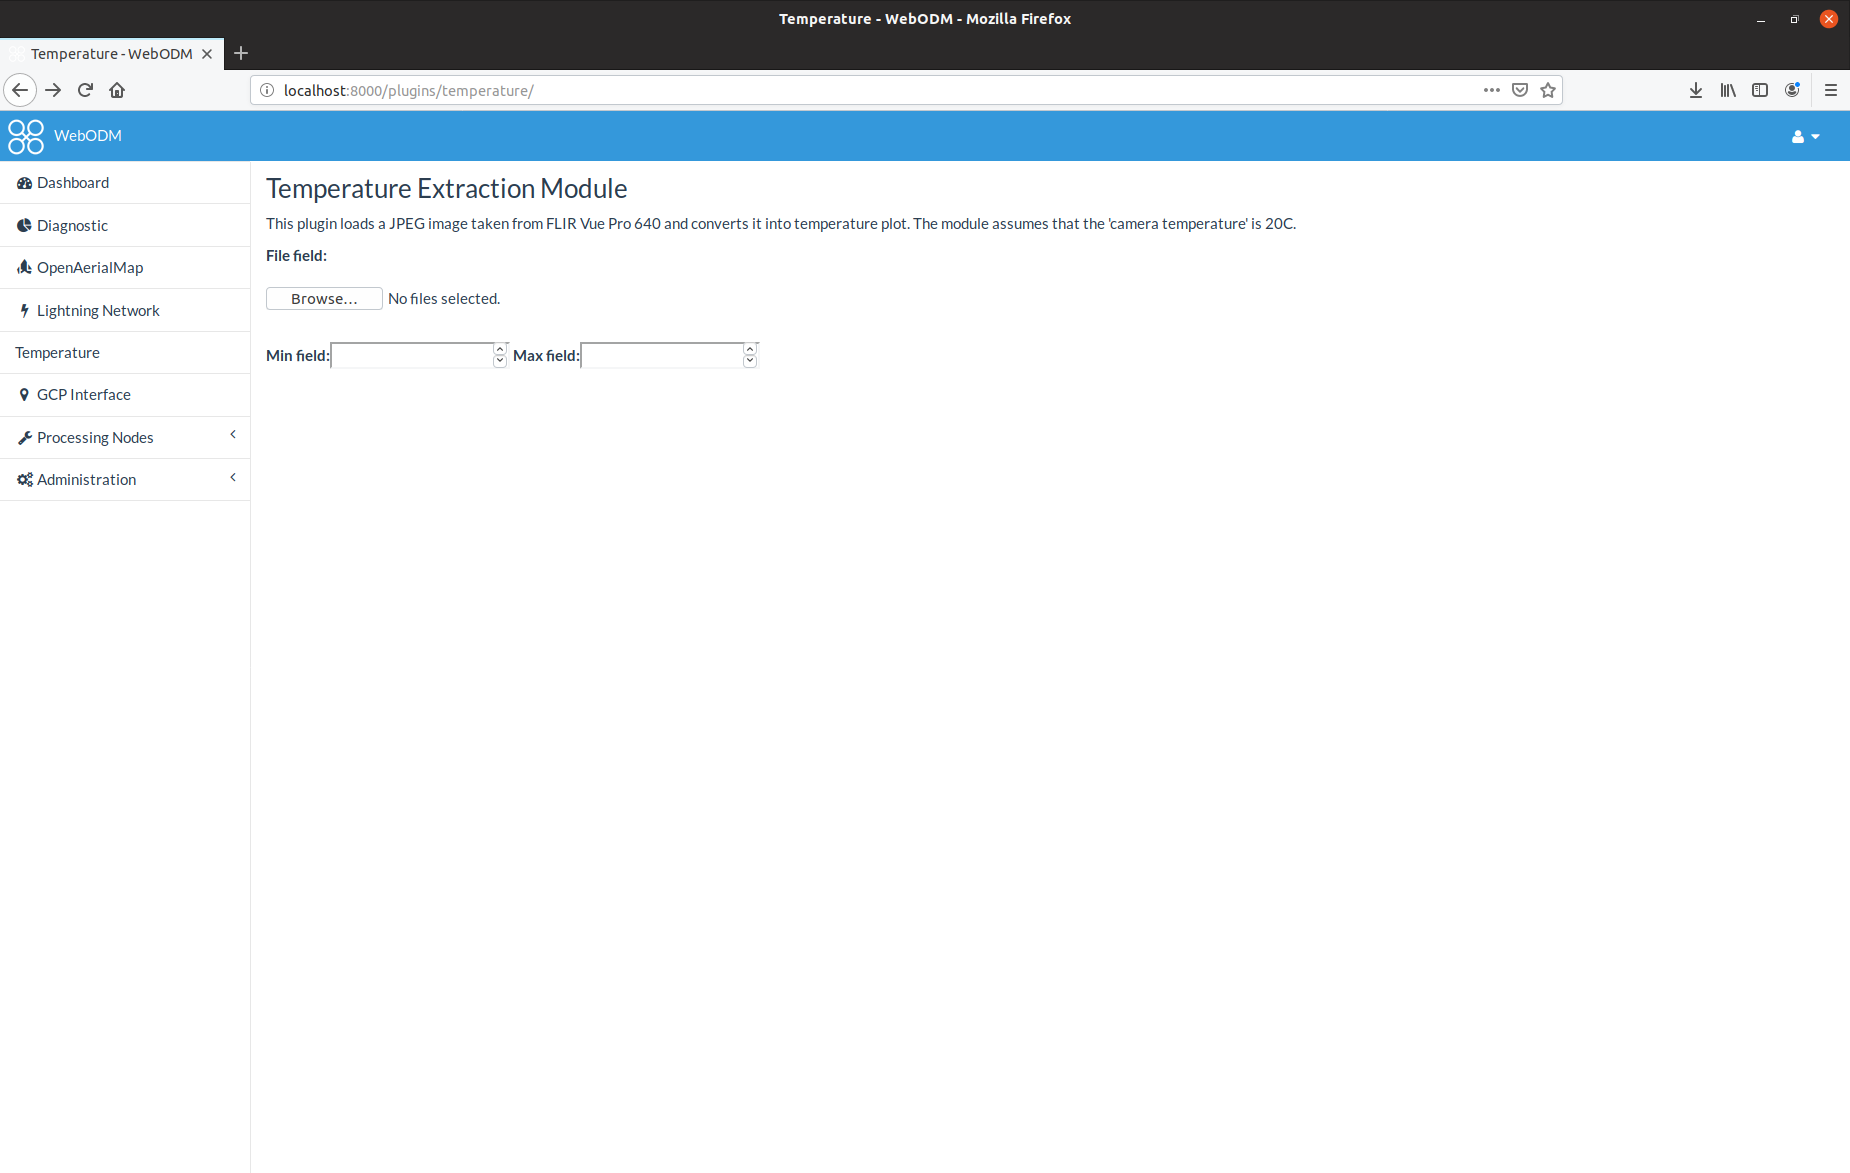 Temperature - WebODM - Mozilla Firefox
Temperature - WebODM
localhost:8000/plugins/temperature/
WebODM
Dashboard
Diagnostic
OpenAerialMap
Lightning Network
Temperature
GCP Interface
Processing Nodes
Administration
Temperature Extraction Module
This plugin loads a JPEG image taken from FLIR Vue Pro 640 and converts it into temperature plot. The module assumes that the 'camera temperature' is 20C.
File field:
Browse... No files selected.
Min field: Max field: